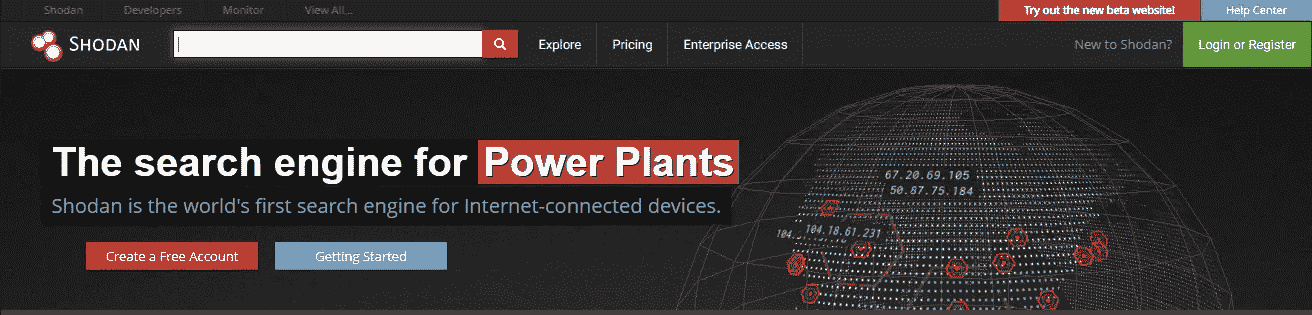 Shodan Developers Monitor View All... Try out the new beta website! Help Center
SHODAN Explore Pricing Enterprise Access New to Shodan? Login or Register
The search engine for Power Plants
Shodan is the world's first search engine for Internet-connected devices.
Create a Free Account Getting Started
67.20.69.105
50.87.75.184
104.. 104.18.61.231